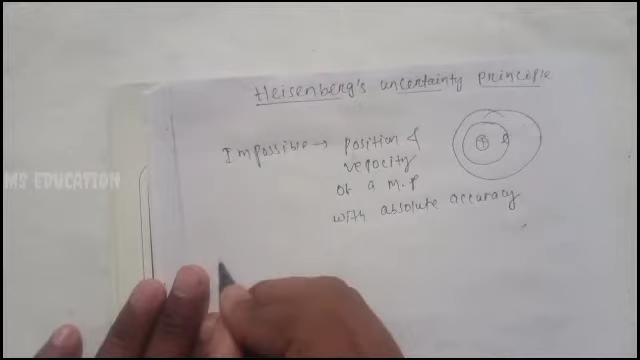 Heisenberg's uncertainty principle
Impossible → position &
velocity
of a m.p
with absolute accuracy
+
e
MS EDUCATION